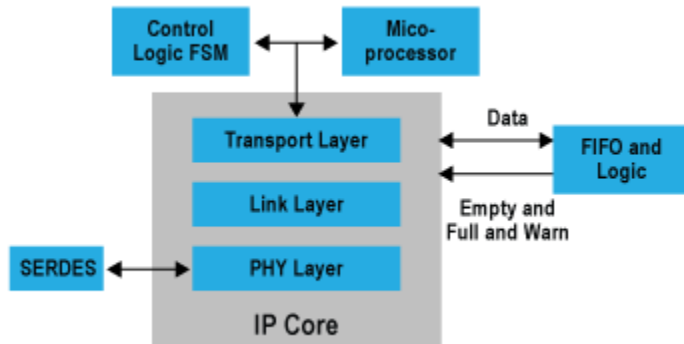 Control
Logic FSM
Mico-
processor
Transport Layer
Data
FIFO and
Logic
Link Layer
Empty and
Full and Warn
SERDES
PHY Layer
IP Core